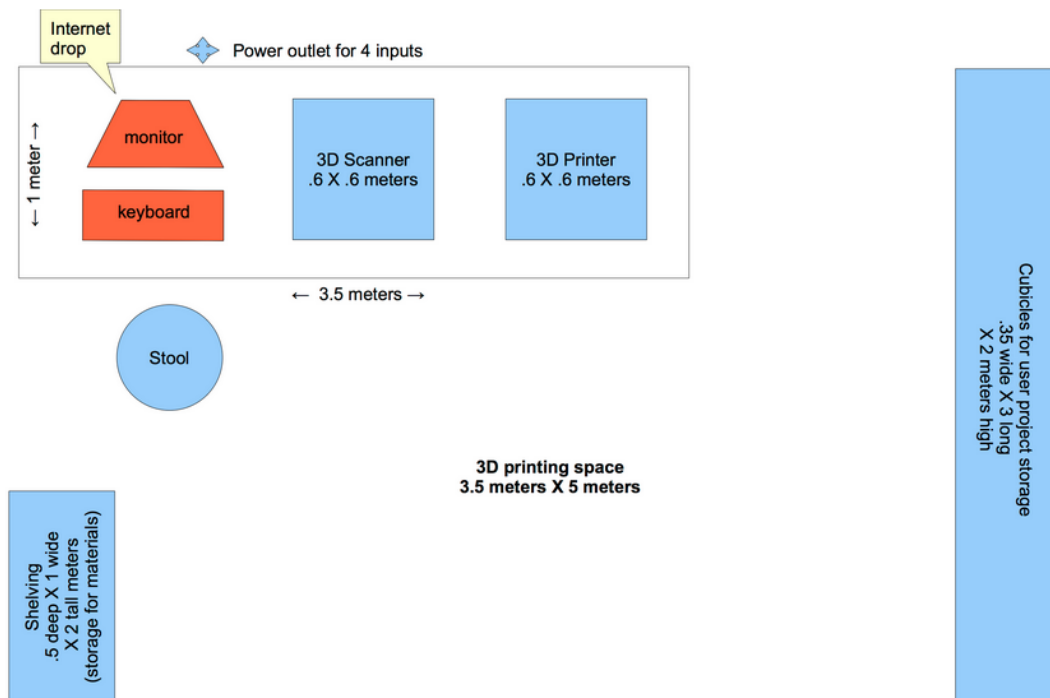 Internet
drop
Power outlet for 4 inputs
← 1 meter →
monitor
keyboard
3D Scanner
.6 X .6 meters
3D Printer
.6 X .6 meters
← 3.5 meters →
Stool
3D printing space
3.5 meters X 5 meters
Shelving
.5 deep X 1 wide
X 2 tall meters
(storage for materials)
Cubicles for user project storage
.35 wide X 3 long
X 2 meters high